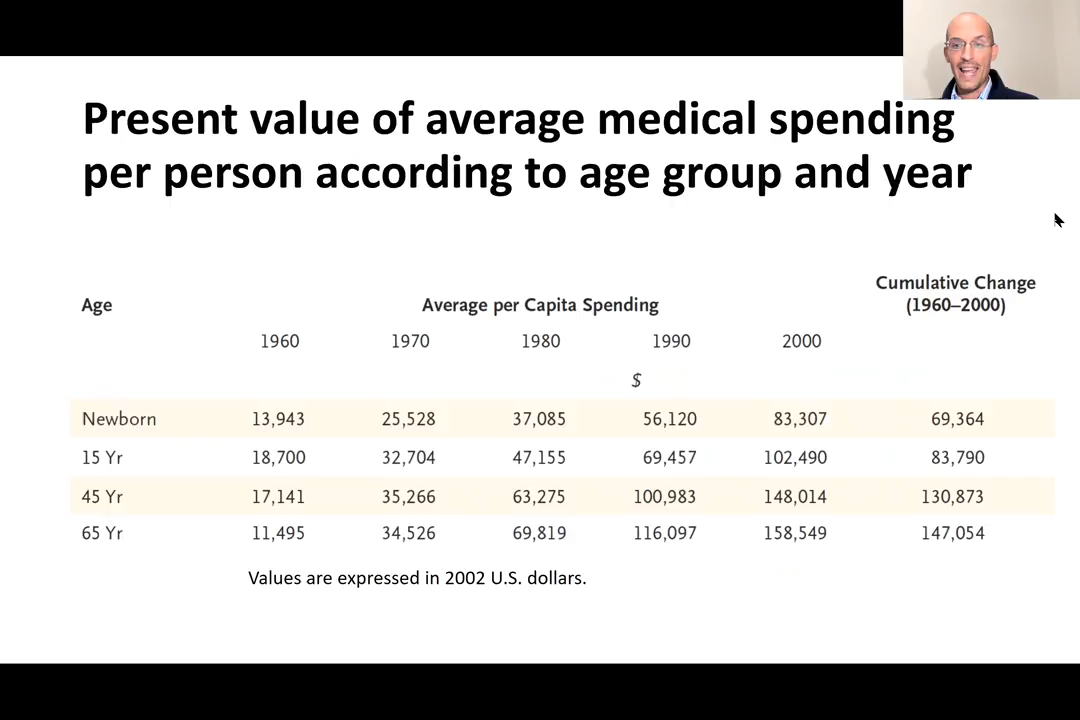 Present value of average medical spending
per person according to age group and year
Cumulative Change
Age Average per Capita Spending (1960–2000)
1960 1970 1980 1990 2000
$
Newborn 13,943 25,528 37,085 56,120 83,307 69,364
15 Yr 18,700 32,704 47,155 69,457 102,490 83,790
45 Yr 17,141 35,266 63,275 100,983 148,014 130,873
65 Yr 11,495 34,526 69,819 116,097 158,549 147,054
Values are expressed in 2002 U.S. dollars.